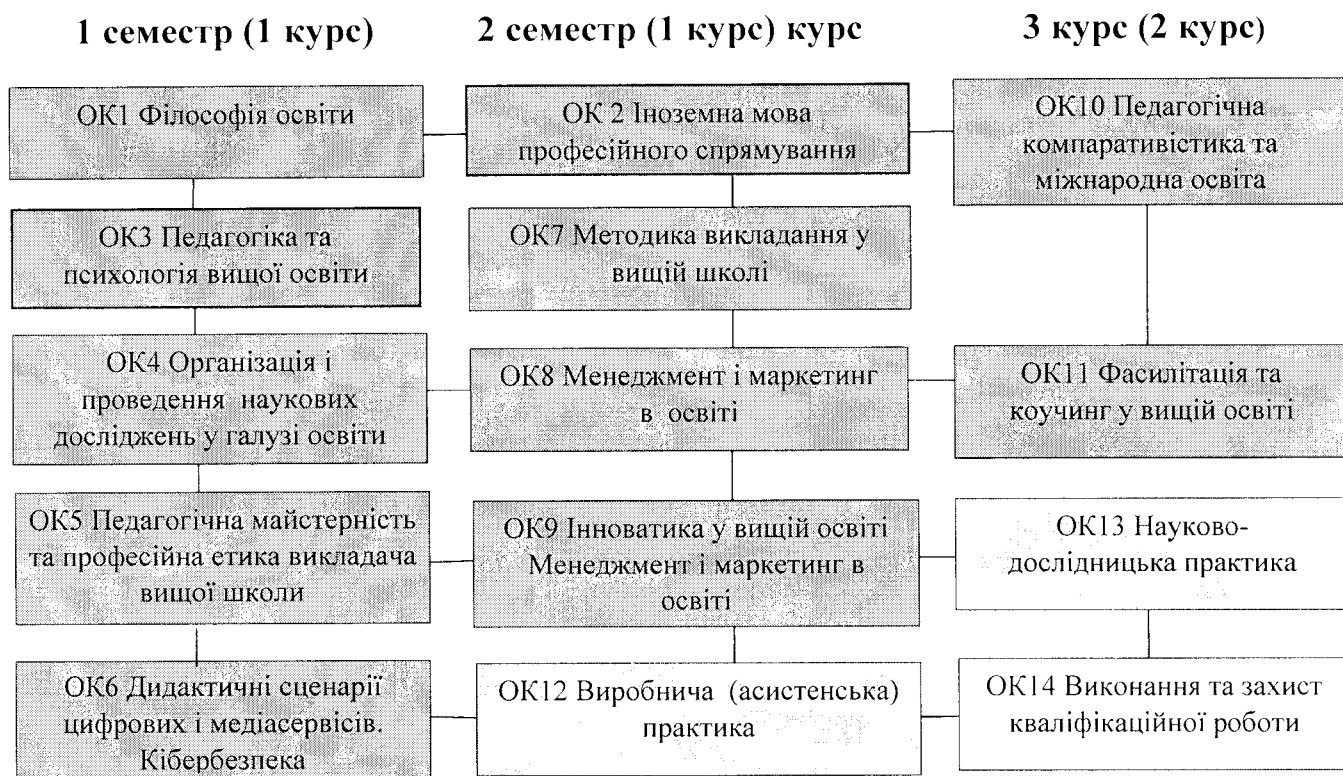 1 семестр (1 курс)
2 семестр (1 курс) курс
3 курс (2 курс)
ОК1 Філософія освіти
ОК 2 Іноземна мова
професійного спрямування
ОК10 Педагогічна
компаративістика та
міжнародна освіта
ОК3 Педагогіка та
психологія вищої освіти
ОК7 Методика викладання у
вищій школі
ОК4 Організація і
проведення наукових
досліджень у галузі освіти
ОК8 Менеджмент і маркетинг
в освіті
ОК11 Фасилітація та
коучинг у вищій освіті
ОК5 Педагогічна майстерність
та професійна етика викладача
вищої школи
ОК9 Інноватика у вищій освіті
Менеджмент і маркетинг в
освіті
ОК13 Науково-
дослідницька практика
ОК6 Дидактичні сценарії
цифрових і медіасервісів.
Кібербезпека
ОК12 Виробнича (асистенська)
практика
ОК14 Виконання та захист
кваліфікаційної роботи